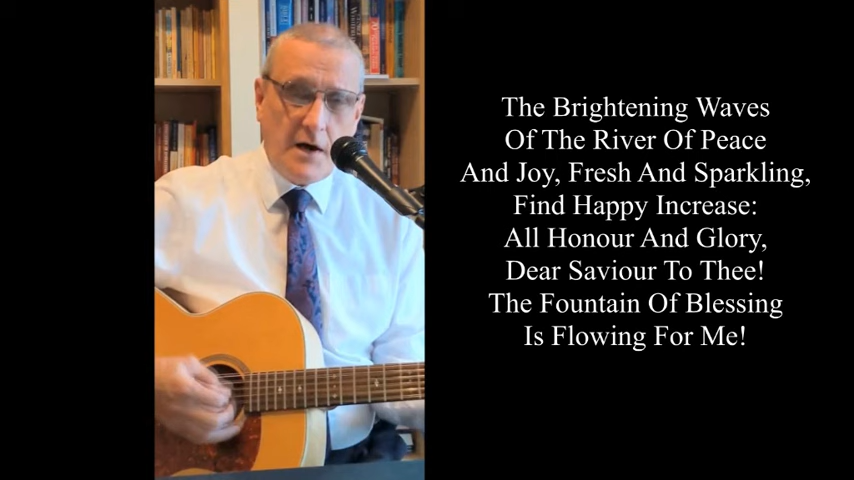 The Brightening Waves
Of The River Of Peace
And Joy, Fresh And Sparkling,
Find Happy Increase:
All Honour And Glory,
Dear Saviour To Thee!
The Fountain Of Blessing
Is Flowing For Me!